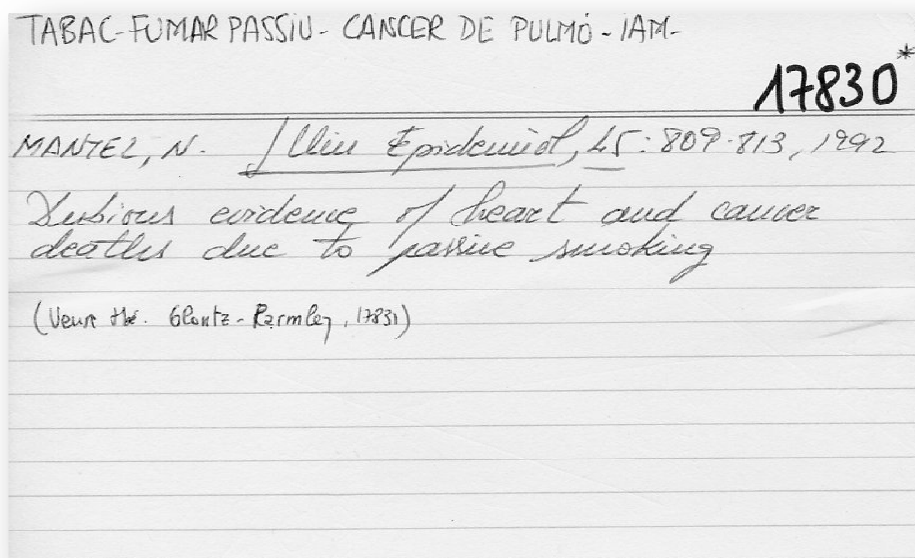 TABAC-FUMAR PASSIU- CANCER DE PULMÓ-IAM-
17830*
MANTEL, N. J Clin Epidemiol, 45: 809-813, 1992
Dubious evidence of heart and cancer
deaths due to passive smoking
(Veure tbé. Glantz-Parmley, 17831)